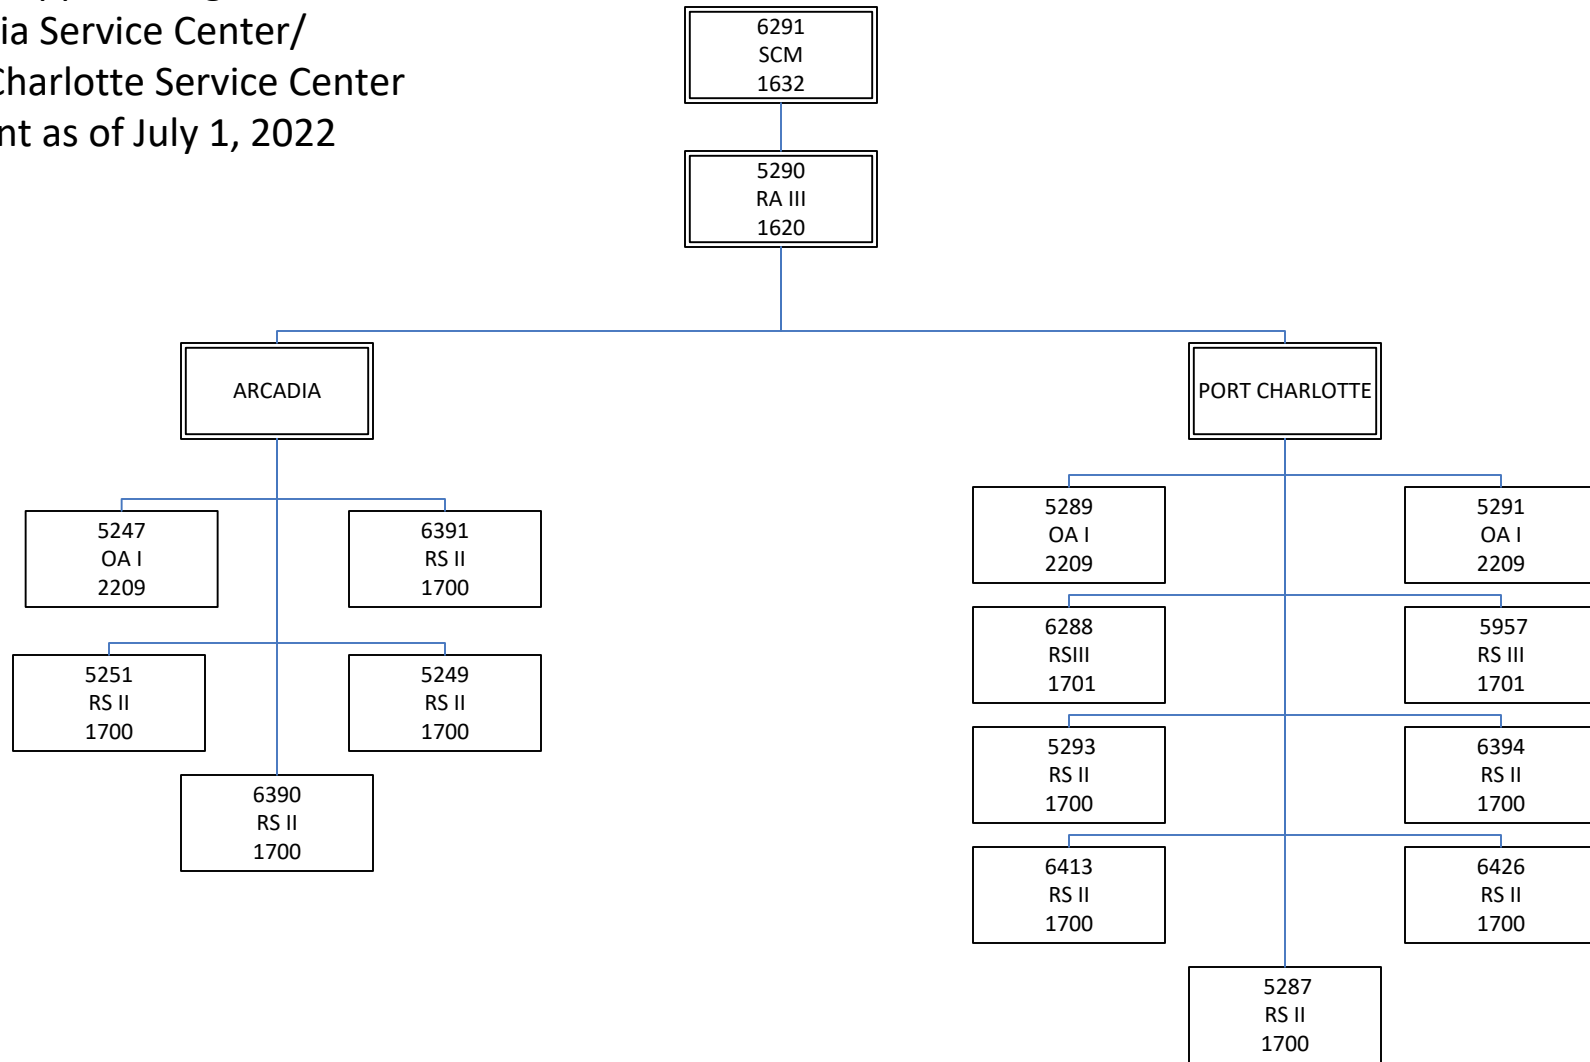 ia Service Center/
Charlotte Service Center
nt as of July 1, 2022
6291
SCM
1632
5290
RA III
1620
ARCADIA
PORT CHARLOTTE
5247
OA I
2209
6391
RS II
1700
5251
RS II
1700
5249
RS II
1700
6390
RS II
1700
5289
OA I
2209
5291
OA I
2209
6288
RSIII
1701
5957
RS III
1701
5293
RS II
1700
6394
RS II
1700
6413
RS II
1700
6426
RS II
1700
5287
RS II
1700